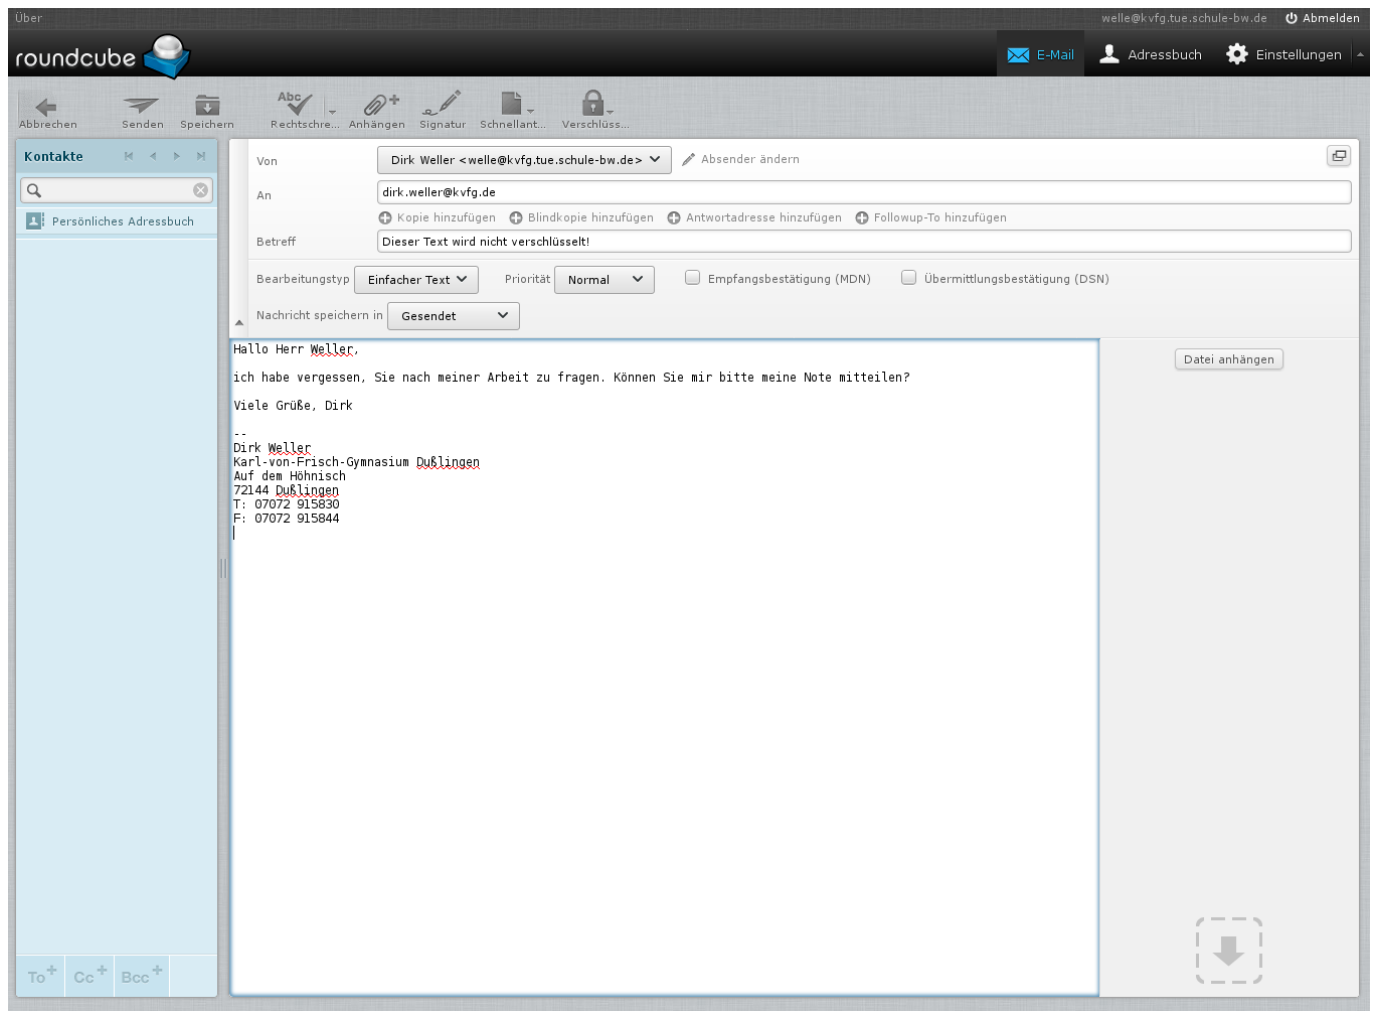 Über
welle@kvfg.tue.schule-bw.de Abmelden
roundcube
E-Mail Adressbuch Einstellungen
Abbrechen Senden Speichern Abc Rechtschre... Anhängen Signatur Schnellant... Verschlüss...
Kontakte
Persönliches Adressbuch
Von Dirk Weller <welle@kvfg.tue.schule-bw.de> Absender ändern
An dirk.weller@kvfg.de
Kopie hinzufügen Blindkopie hinzufügen Antwortadresse hinzufügen Followup-To hinzufügen
Betreff Dieser Text wird nicht verschlüsselt!
Bearbeitungstyp Einfacher Text Priorität Normal Empfangsbestätigung (MDN) Übermittlungsbestätigung (DSN)
Nachricht speichern in Gesendet
Hallo Herr Weller,
ich habe vergessen, Sie nach meiner Arbeit zu fragen. Können Sie mir bitte meine Note mitteilen?
Viele Grüße, Dirk
--
Dirk Weller
Karl-von-Frisch-Gymnasium Dußlingen
Auf dem Höhnisch
72144 Dußlingen
T: 07072 915830
F: 07072 915844
Datei anhängen
To+ Cc+ Bcc+